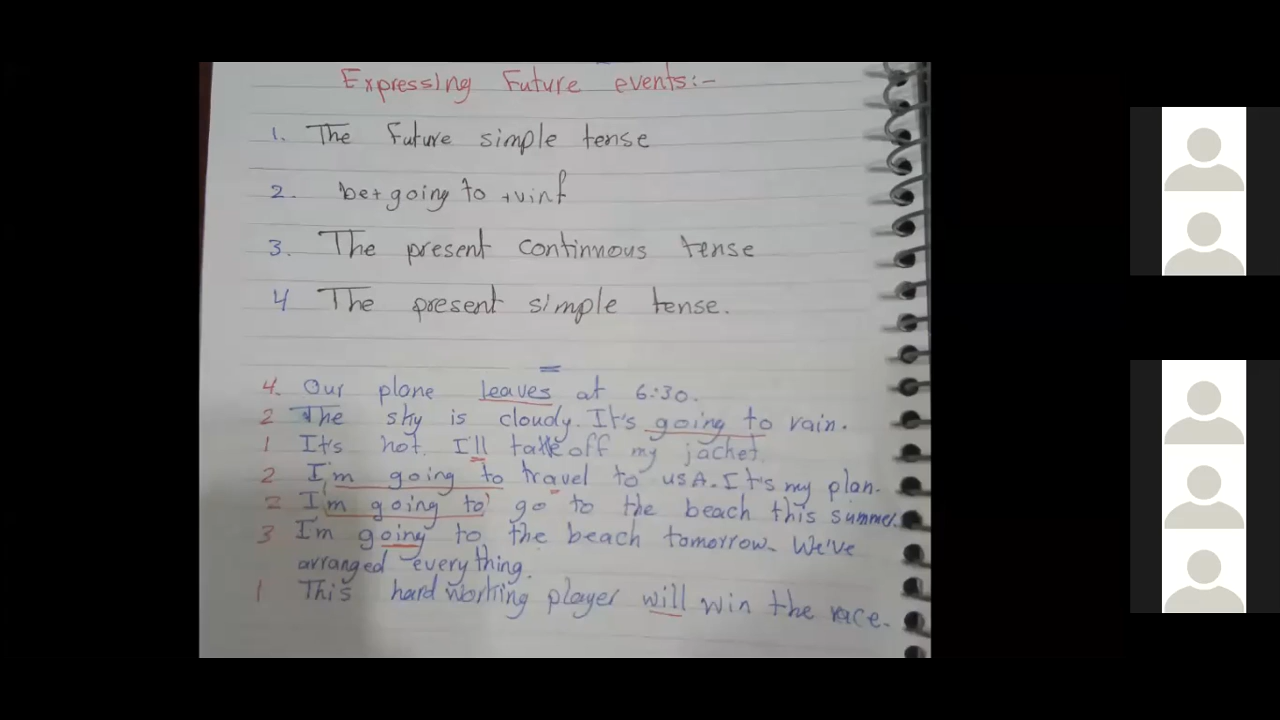 Expressing Future events:-
1. The Future simple tense
2. be+going to +vinf
3. The present continuous tense
4 The present simple tense.
4. Our plane leaves at 6:30.
2 The sky is cloudy. It's going to rain.
1 It's hot. I'll take off my jacket.
2 I'm going to travel to USA. It's my plan.
2 I'm going to go to the beach this summer.
3 I'm going to the beach tomorrow. We've
arranged everything.
1 This hard working player will win the race.